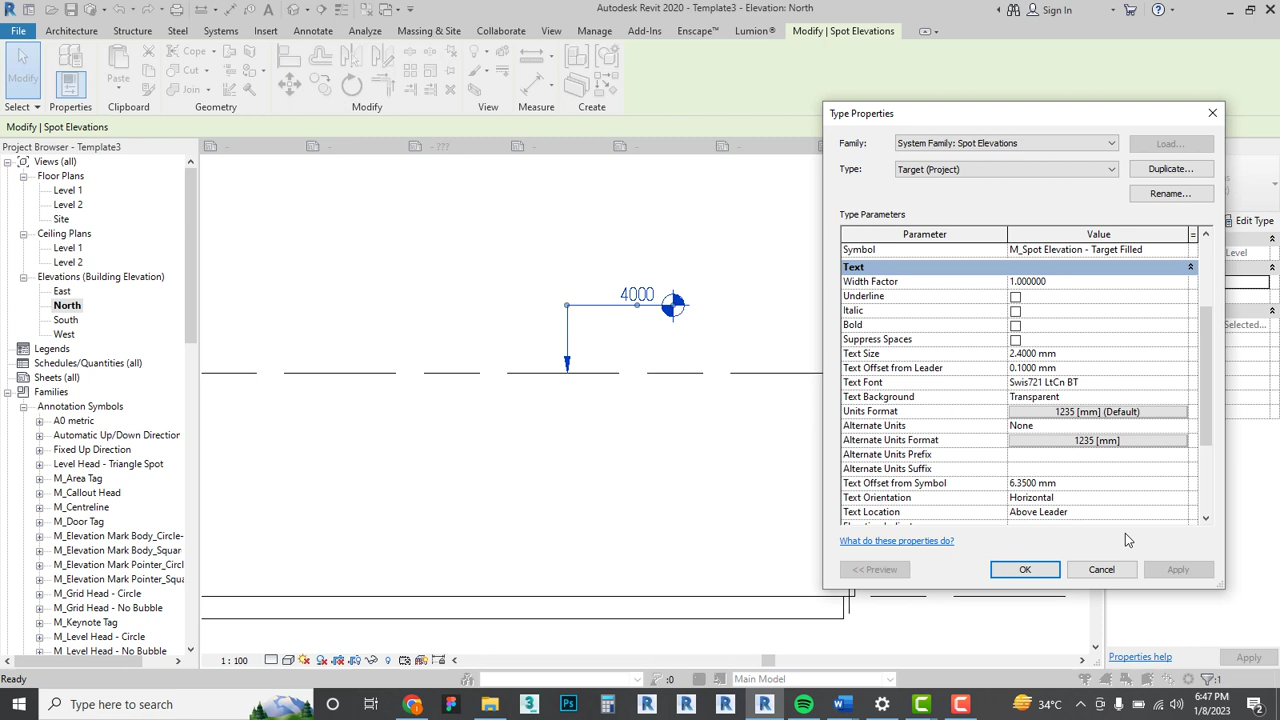 Autodesk Revit 2020 - Template3 - Elevation: North
Sign In
File
Architecture
Structure
Steel
Systems
Insert
Annotate
Analyze
Massing & Site
Collaborate
View
Manage
Add-Ins
Enscape™
Lumion®
Modify | Spot Elevations
Modify
Paste
Cope
Cut
Join
Select
Properties
Clipboard
Geometry
Modify
View
Measure
Create
Modify | Spot Elevations
Project Browser - Template3
Views (all)
Floor Plans
Level 1
Level 2
Site
Ceiling Plans
Level 1
Level 2
Elevations (Building Elevation)
East
North
South
West
Legends
Schedules/Quantities (all)
Sheets (all)
Families
Annotation Symbols
A0 metric
Automatic Up/Down Direction
Fixed Up Direction
Level Head - Triangle Spot
M_Area Tag
M_Callout Head
M_Centreline
M_Door Tag
M_Elevation Mark Body_Circle-
M_Elevation Mark Body_Square
M_Elevation Mark Pointer_Circ
M_Elevation Mark Pointer_Squa
M_Grid Head - Circle
M_Grid Head - No Bubble
M_Keynote Tag
M_Level Head - Circle
M_Level Head - No Bubble
- ???
4000
Type Properties
Family:
System Family: Spot Elevations
Load...
Type:
Target (Project)
Duplicate...
Rename...
Type Parameters
Parameter Value =
Symbol M_Spot Elevation - Target Filled
Text
Width Factor 1.000000
Underline
Italic
Bold
Suppress Spaces
Text Size 2.4000 mm
Text Offset from Leader 0.1000 mm
Text Font Swis721 LtCn BT
Text Background Transparent
Units Format 1235 [mm] (Default)
Alternate Units None
Alternate Units Format 1235 [mm]
Alternate Units Prefix
Alternate Units Suffix
Text Offset from Symbol 6.3500 mm
Text Orientation Horizontal
Text Location Above Leader
What do these properties do?
<< Preview
OK
Cancel
Apply
Edit Type
Level
Selected...
Properties help
Apply
1 : 100
Ready
:0
Main Model
:1
Type here to search
34°C
6:47 PM
1/8/2023